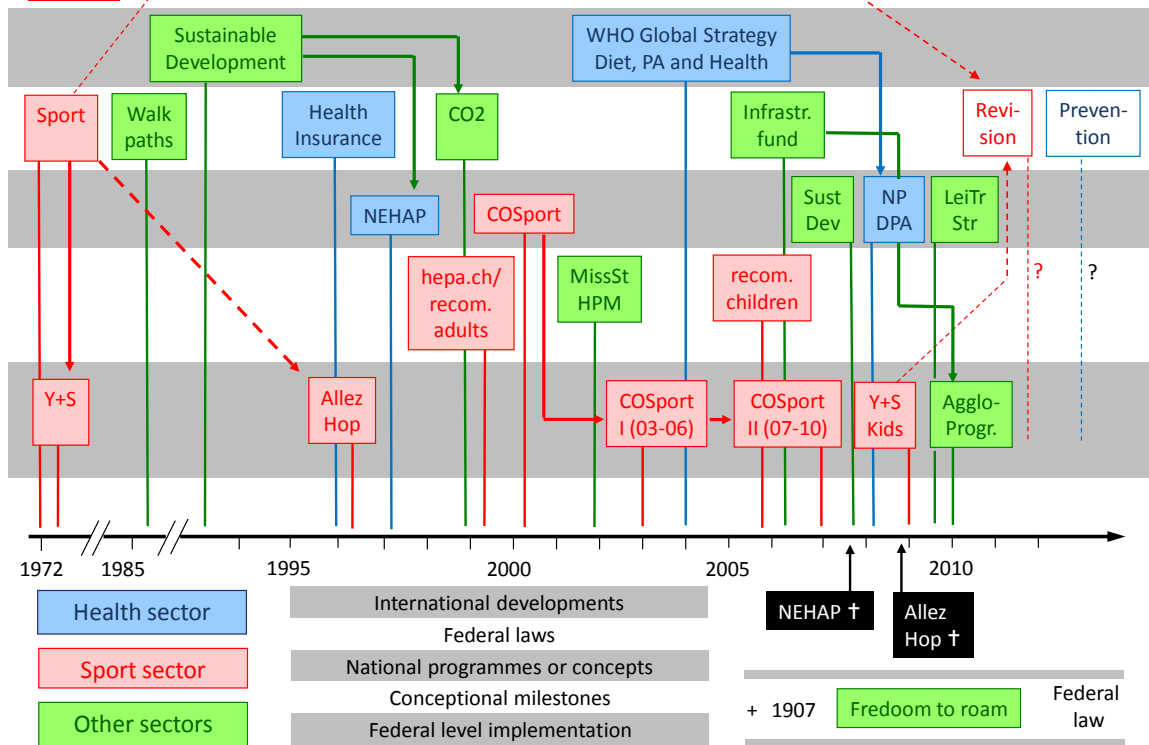 Sustainable
Development
WHO Global Strategy
Diet, PA and Health
Sport
Walk
paths
Health
Insurance
CO2
Infrastr.
fund
Revi-
sion
Preven-
tion
NEHAP
COSport
Sust
Dev
NP
DPA
LeiTr
Str
hepa.ch/
recom.
adults
MissSt
HPM
recom.
children
?
?
Y+S
Allez
Hop
COSport
I (03-06)
COSport
II (07-10)
Y+S
Kids
Agglo-
Progr.
1972
1985
1995
2000
2005
2010
Health sector
Sport sector
Other sectors
International developments
Federal laws
National programmes or concepts
Conceptional milestones
Federal level implementation
NEHAP †
Allez
Hop †
+ 1907
Fredoom to roam
Federal
law